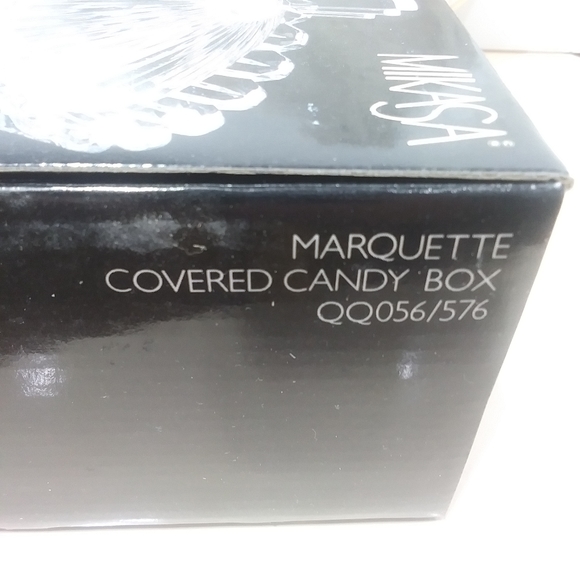 MIKASA
MARQUETTE
COVERED CANDY BOX
QQ056/576